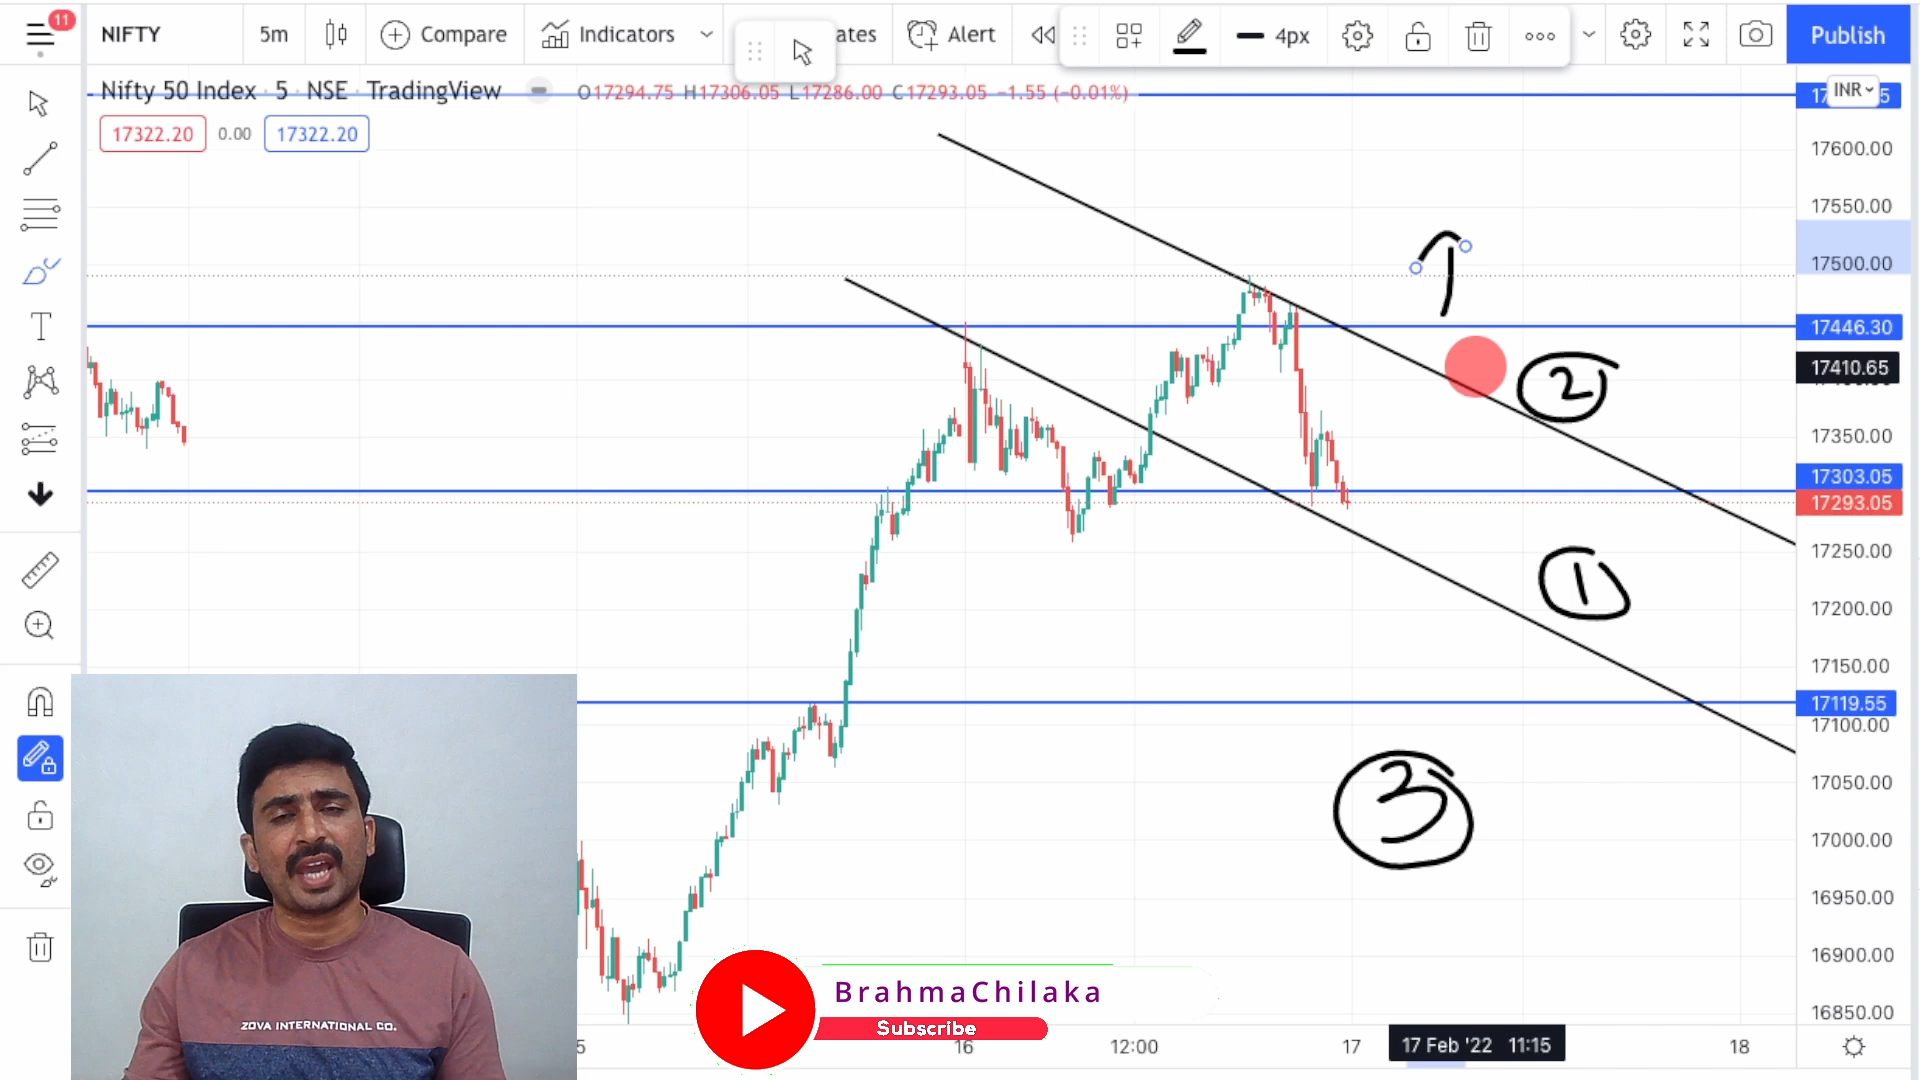 11
NIFTY 5m Compare Indicators ates Alert 4px Publish
Nifty 50 Index · 5 · NSE · TradingView O17294.75 H17306.05 L17286.00 C17293.05 −1.55 (−0.01%)
INR
17322.20 0.00 17322.20
17600.00
17550.00
17500.00
17446.30
17410.65
2
17350.00
17303.05
17293.05
17250.00
1
17200.00
17150.00
17119.55
17100.00
17050.00
3
17000.00
16950.00
16900.00
16850.00
ZOVA INTERNATIONAL CO.
BrahmaChilaka
Subscribe
5 16 12:00 17 17 Feb '22 11:15 18